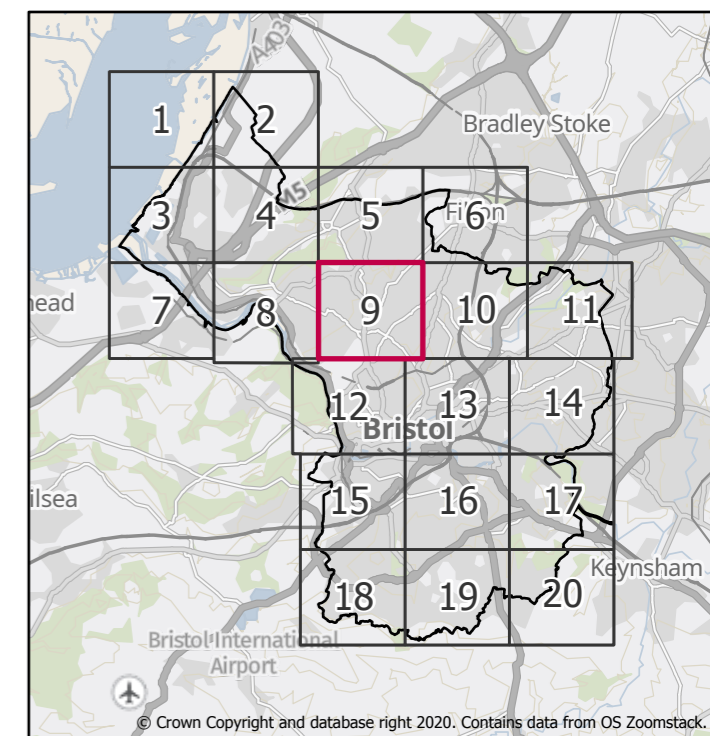 A403
1
2
Bradley Stoke
M5
3
4
5
Filton
6
ead
7
8
9
10
11
12
13
14
Bristol
ilsea
15
16
17
Keynsham
18
19
20
Bristol International
Airport
© Crown Copyright and database right 2020. Contains data from OS Zoomstack.